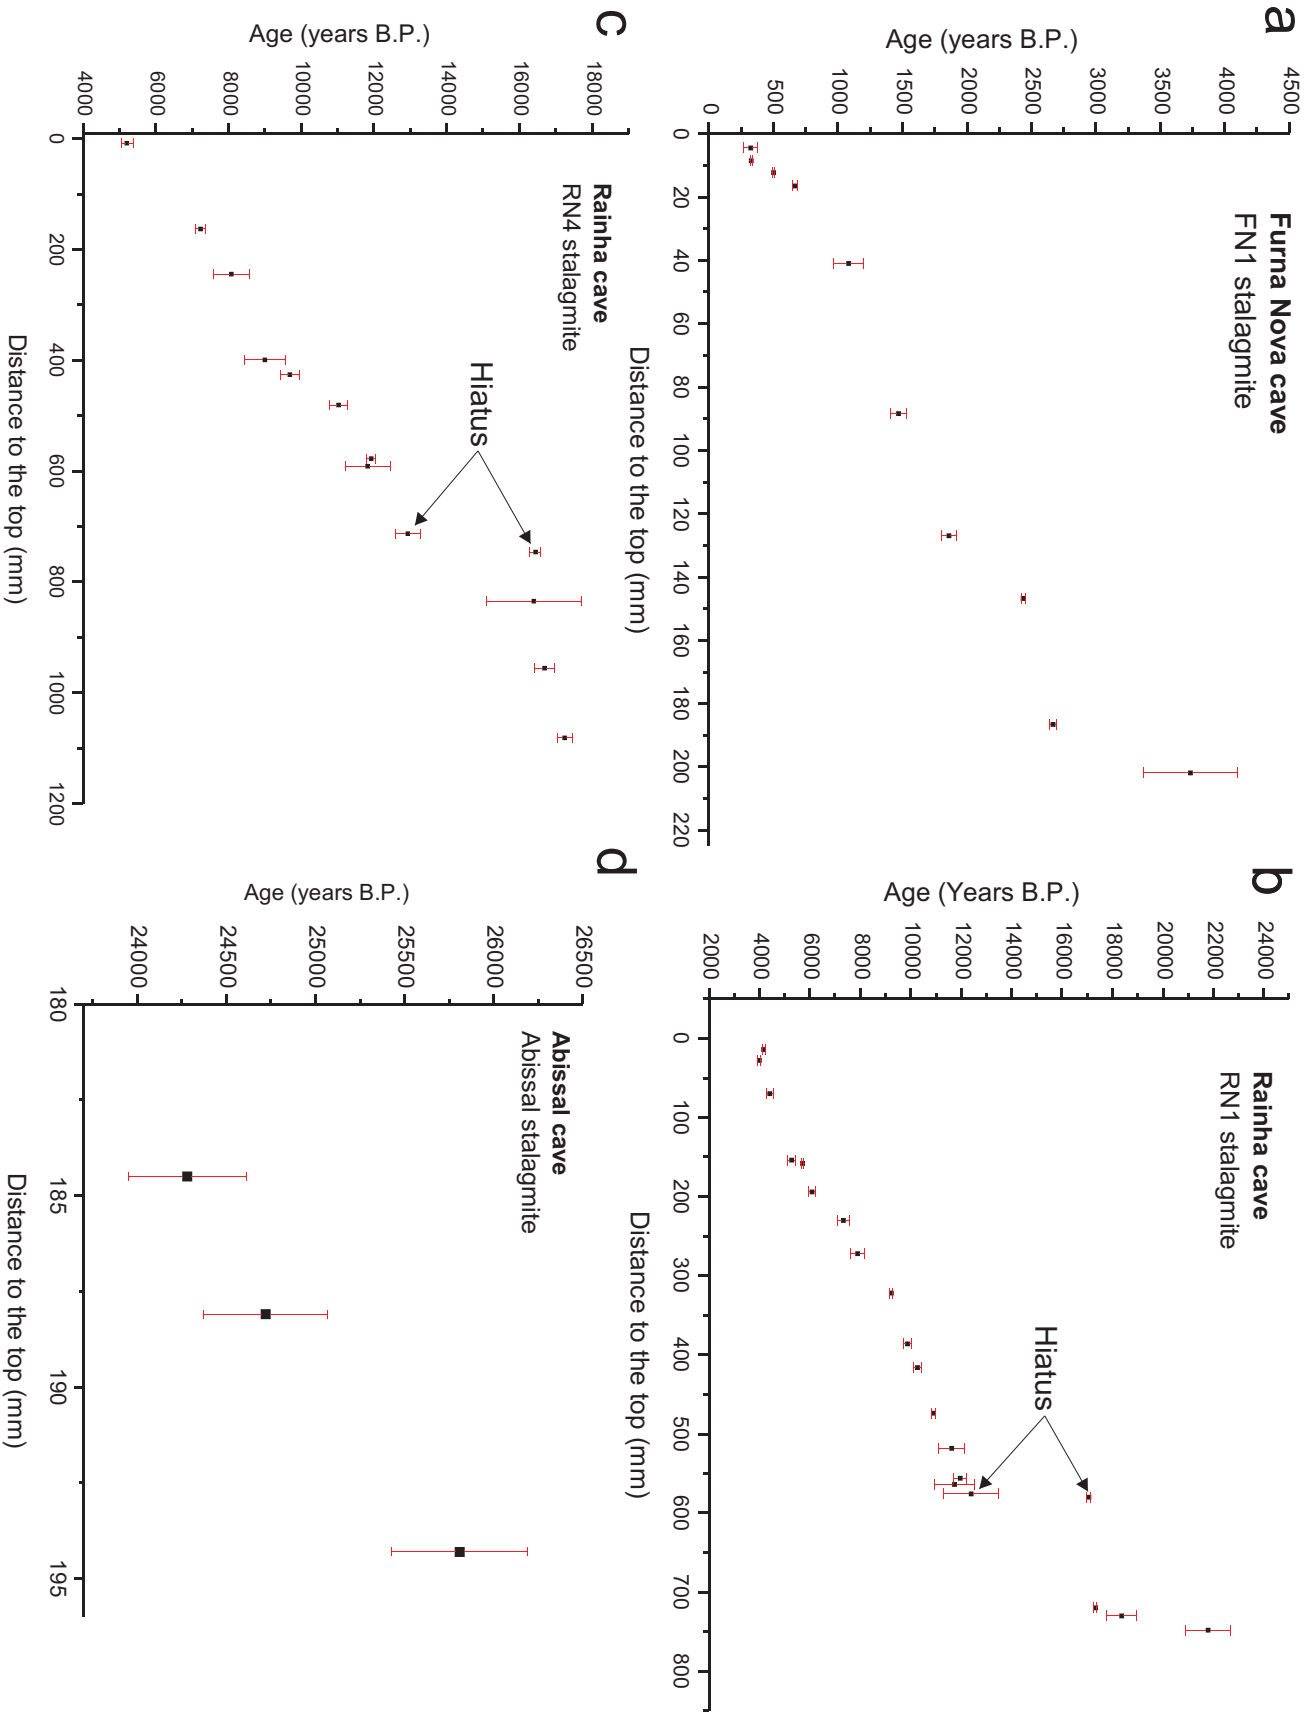 a
Furna Nova cave
FN1 stalagmite
Age (years B.P.)
4500
4000
3500
3000
2500
2000
1500
1000
500
0
0 20 40 60 80 100 120 140 160 180 200 220
Distance to the top (mm)
b
Rainha cave
RN1 stalagmite
Age (Years B.P.)
24000
22000
20000
18000
16000
14000
12000
10000
8000
6000
4000
2000
Hiatus
0 100 200 300 400 500 600 700 800
Distance to the top (mm)
c
Rainha cave
RN4 stalagmite
Age (years B.P.)
18000
16000
14000
12000
10000
8000
6000
4000
Hiatus
0 200 400 600 800 1000 1200
Distance to the top (mm)
d
Abissal cave
Abissal stalagmite
Age (years B.P.)
26500
26000
25500
25000
24500
24000
180 185 190 195
Distance to the top (mm)